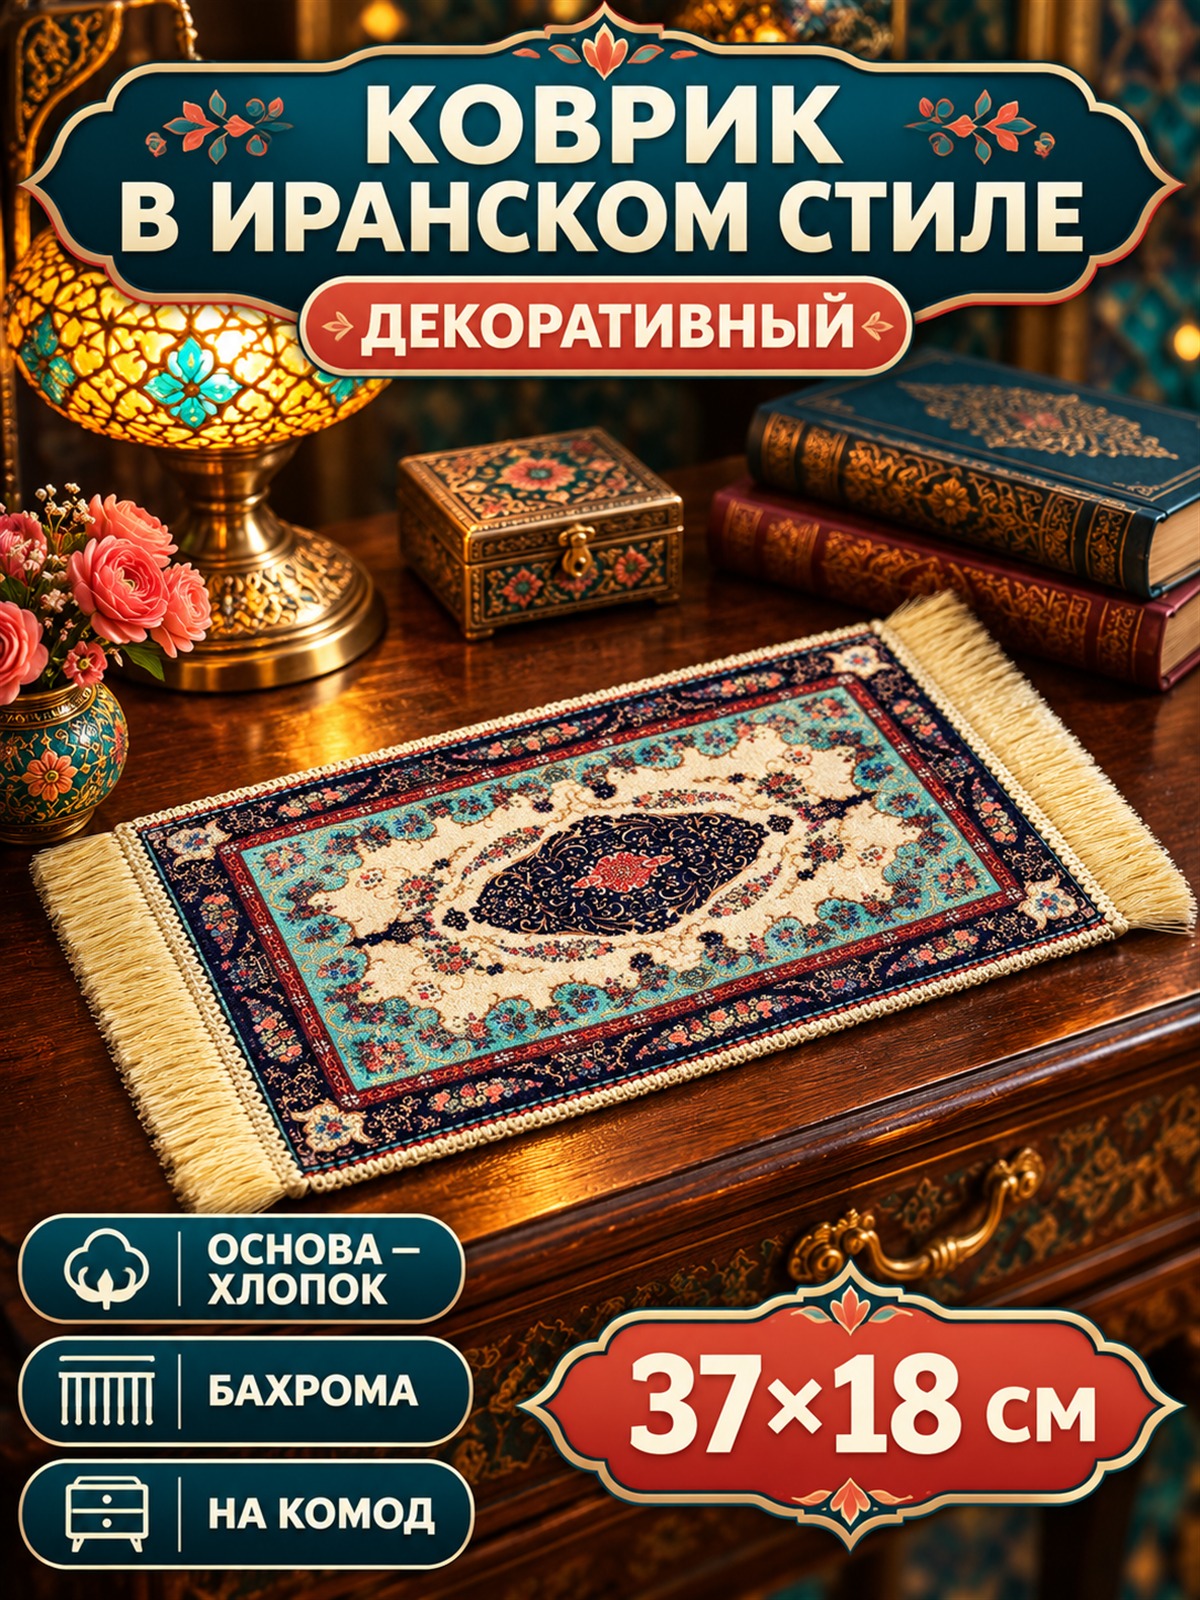 КОВРИК
В ИРАНСКОМ СТИЛЕ
ДЕКОРАТИВНЫЙ
ОСНОВА –
ХЛОПОК
БАХРОМА
НА КОМОД
37×18 см